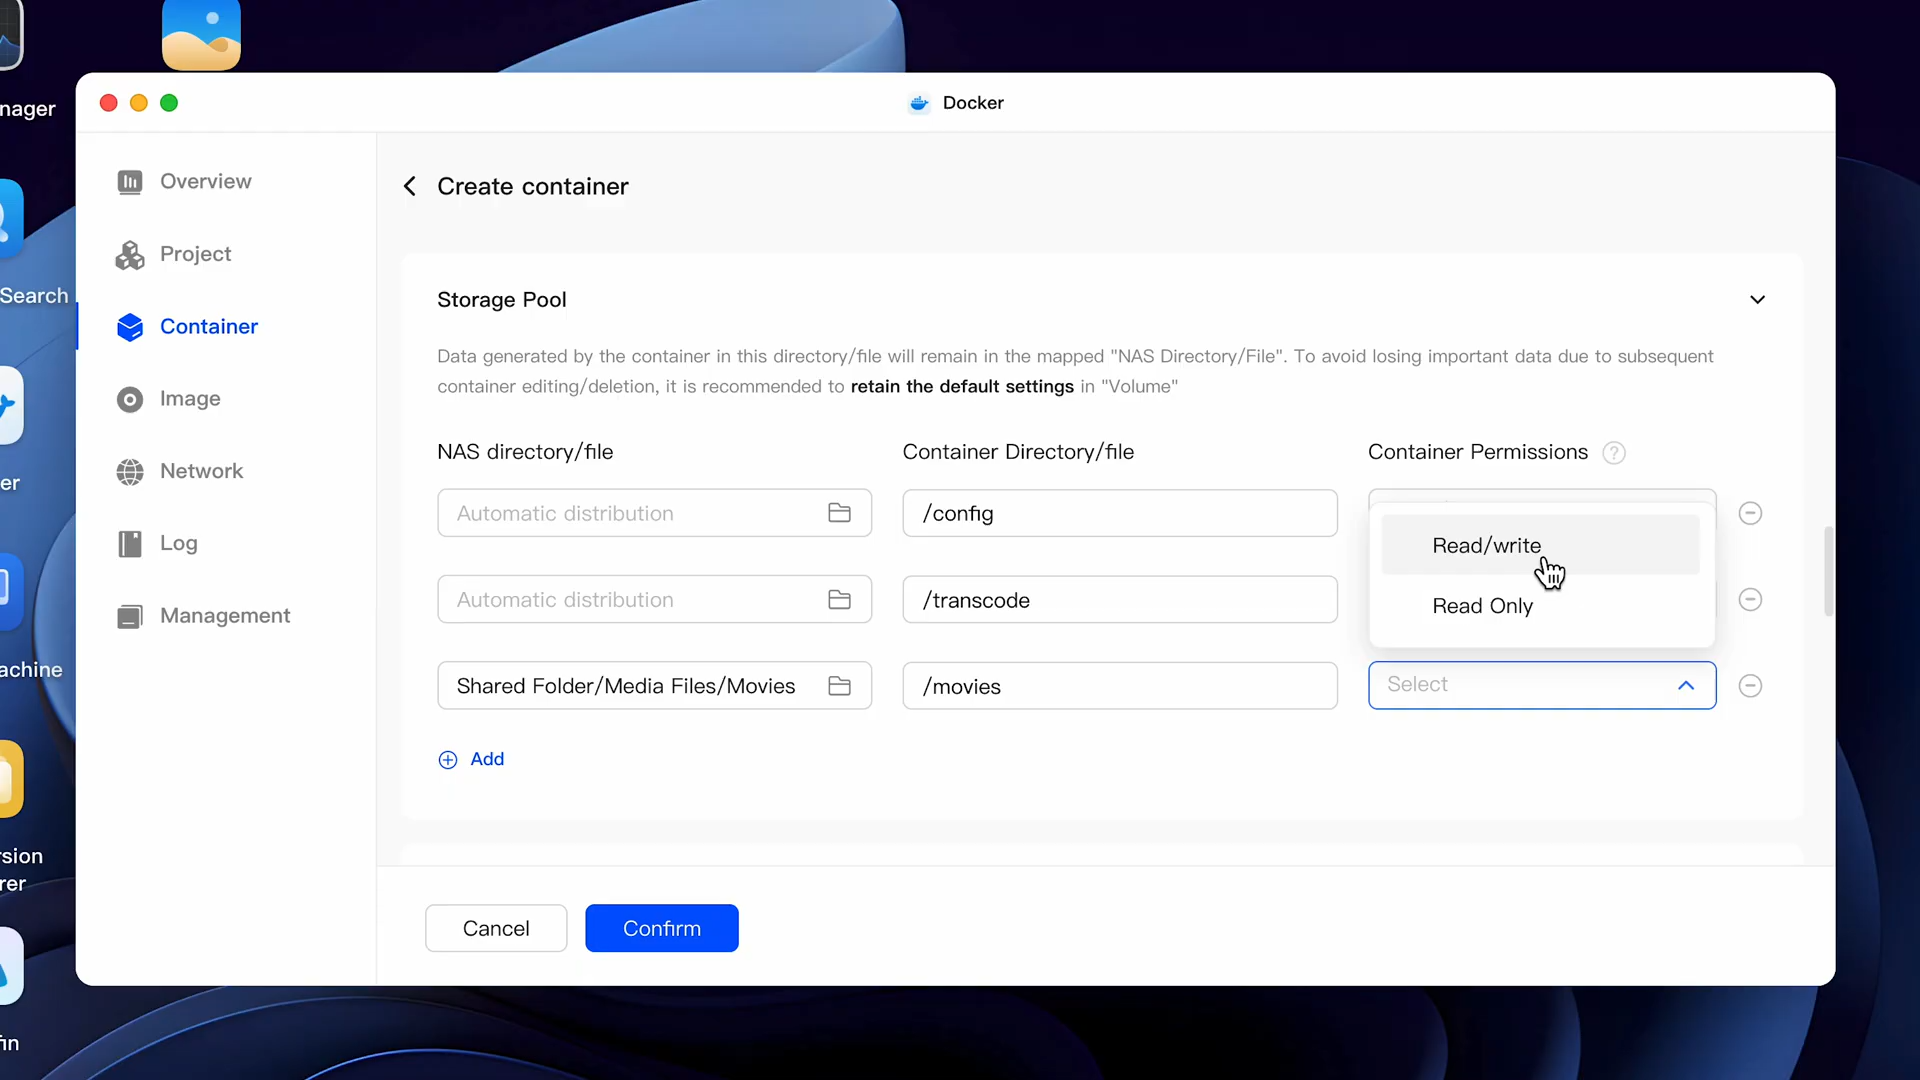 Docker
nager
Search
er
achine
sion
rer
fin
Overview
Project
Container
Image
Network
Log
Management
Create container
Storage Pool
Data generated by the container in this directory/file will remain in the mapped "NAS Directory/File". To avoid losing important data due to subsequent
container editing/deletion, it is recommended to retain the default settings in "Volume"
NAS directory/file
Container Directory/file
Container Permissions ?
Automatic distribution
/config
Read/write
Automatic distribution
/transcode
Read Only
Shared Folder/Media Files/Movies
/movies
Select
Add
Cancel
Confirm